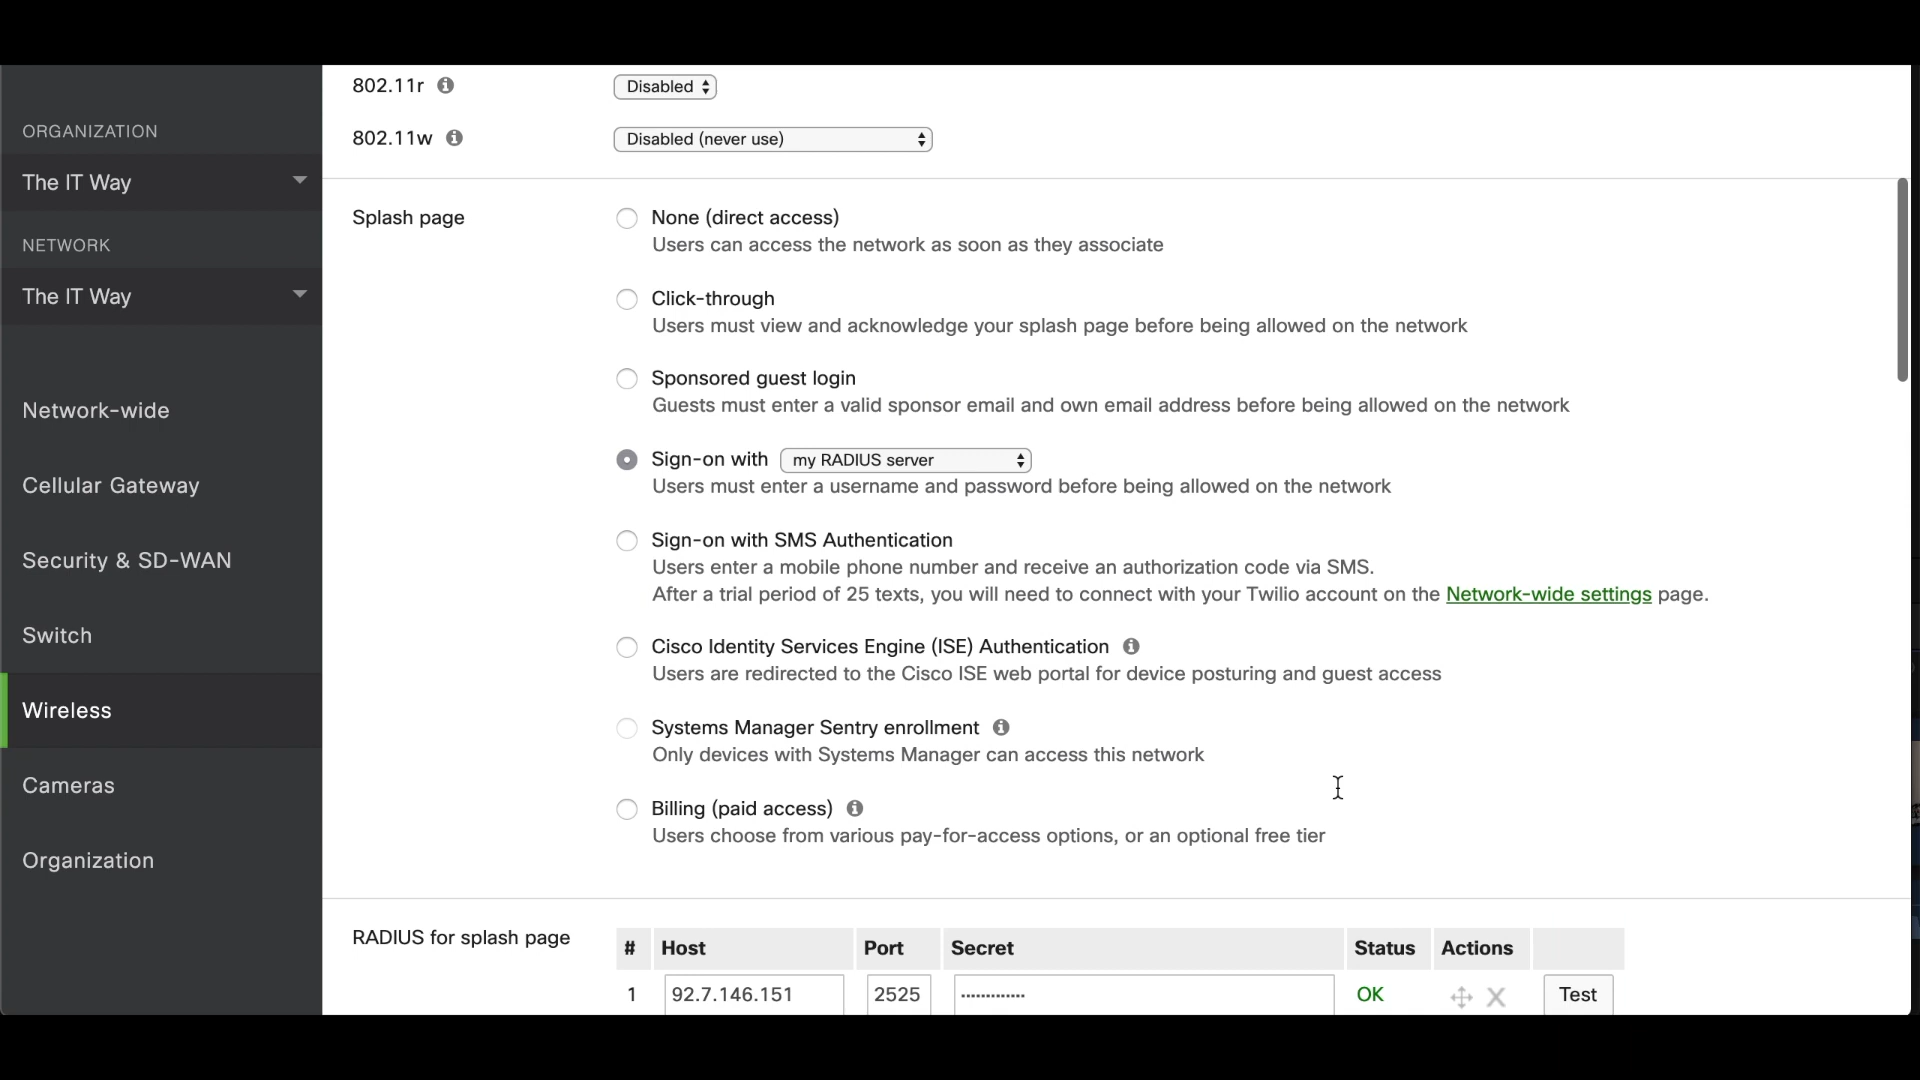 ORGANIZATION
The IT Way
NETWORK
The IT Way
Network-wide
Cellular Gateway
Security & SD-WAN
Switch
Wireless
Cameras
Organization
802.11r
Disabled
802.11w
Disabled (never use)
Splash page
None (direct access)
Users can access the network as soon as they associate
Click-through
Users must view and acknowledge your splash page before being allowed on the network
Sponsored guest login
Guests must enter a valid sponsor email and own email address before being allowed on the network
Sign-on with my RADIUS server
Users must enter a username and password before being allowed on the network
Sign-on with SMS Authentication
Users enter a mobile phone number and receive an authorization code via SMS.
After a trial period of 25 texts, you will need to connect with your Twilio account on the Network-wide settings page.
Cisco Identity Services Engine (ISE) Authentication
Users are redirected to the Cisco ISE web portal for device posturing and guest access
Systems Manager Sentry enrollment
Only devices with Systems Manager can access this network
Billing (paid access)
Users choose from various pay-for-access options, or an optional free tier
RADIUS for splash page
# Host Port Secret Status Actions
1 92.7.146.151 2525 ············· OK X Test